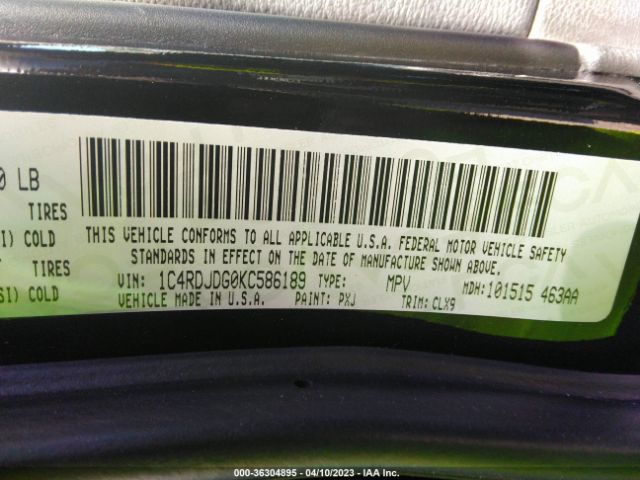 0 LB
TIRES
I) COLD
TIRES
SI) COLD
THIS VEHICLE CONFORMS TO ALL APPLICABLE U.S.A. FEDERAL MOTOR VEHICLE SAFETY
STANDARDS IN EFFECT ON THE DATE OF MANUFACTURE SHOWN ABOVE.
VIN: 1C4RDJDG0KC586189 TYPE: MPV MDH: 101515 463AA
VEHICLE MADE IN U.S.A. PAINT: PXJ TRIM: CLX9
000-36304895 - 04/10/2023 - IAA Inc.